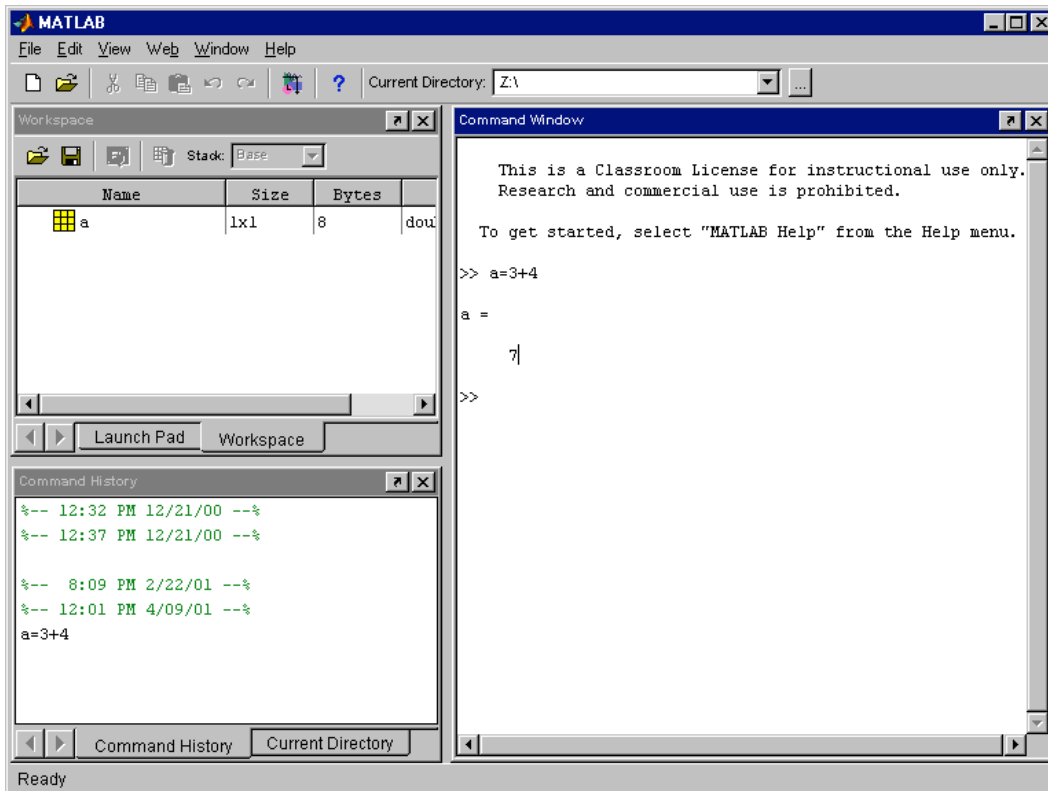 MATLAB
File Edit View Web Window Help
Current Directory: Z:\ ...
Workspace
Stack: Base
Name Size Bytes
a 1x1 8 dou
Launch Pad Workspace
Command History
%-- 12:32 PM 12/21/00 --%
%-- 12:37 PM 12/21/00 --%
%--  8:09 PM 2/22/01 --%
%-- 12:01 PM 4/09/01 --%
a=3+4
Command History Current Directory
Command Window
This is a Classroom License for instructional use only.
Research and commercial use is prohibited.
To get started, select "MATLAB Help" from the Help menu.
>> a=3+4
a =
7
>>
Ready